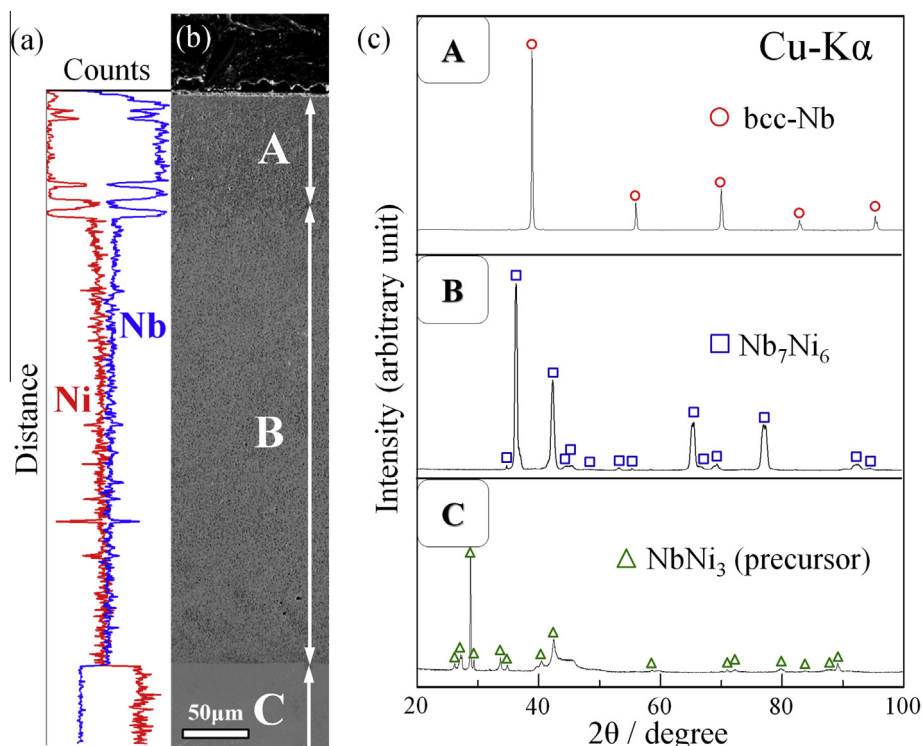 (a)
Counts
Distance
Ni
Nb
(b)
A
B
C
50μm
(c)
Cu-Kα
A
bcc-Nb
B
Nb₇Ni₆
C
NbNi₃ (precursor)
Intensity (arbitrary unit)
20 40 60 80 100
2θ / degree